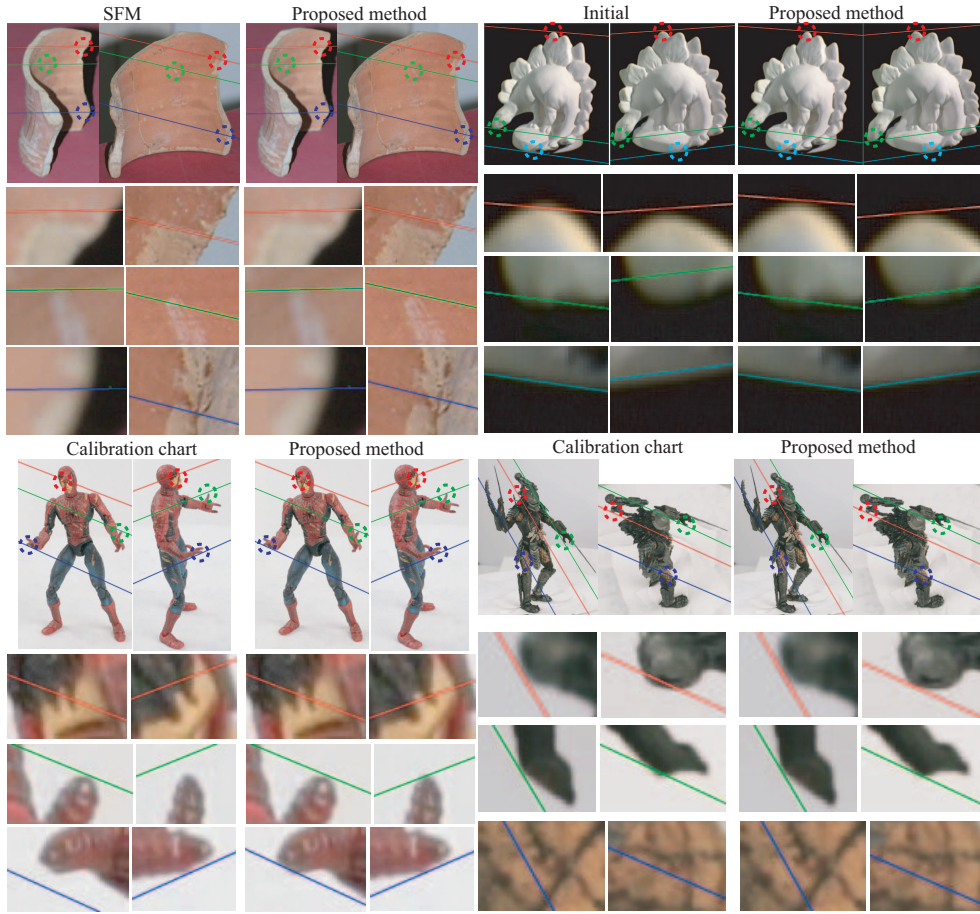 SFM
Proposed method
Initial
Proposed method
Calibration chart
Proposed method
Calibration chart
Proposed method